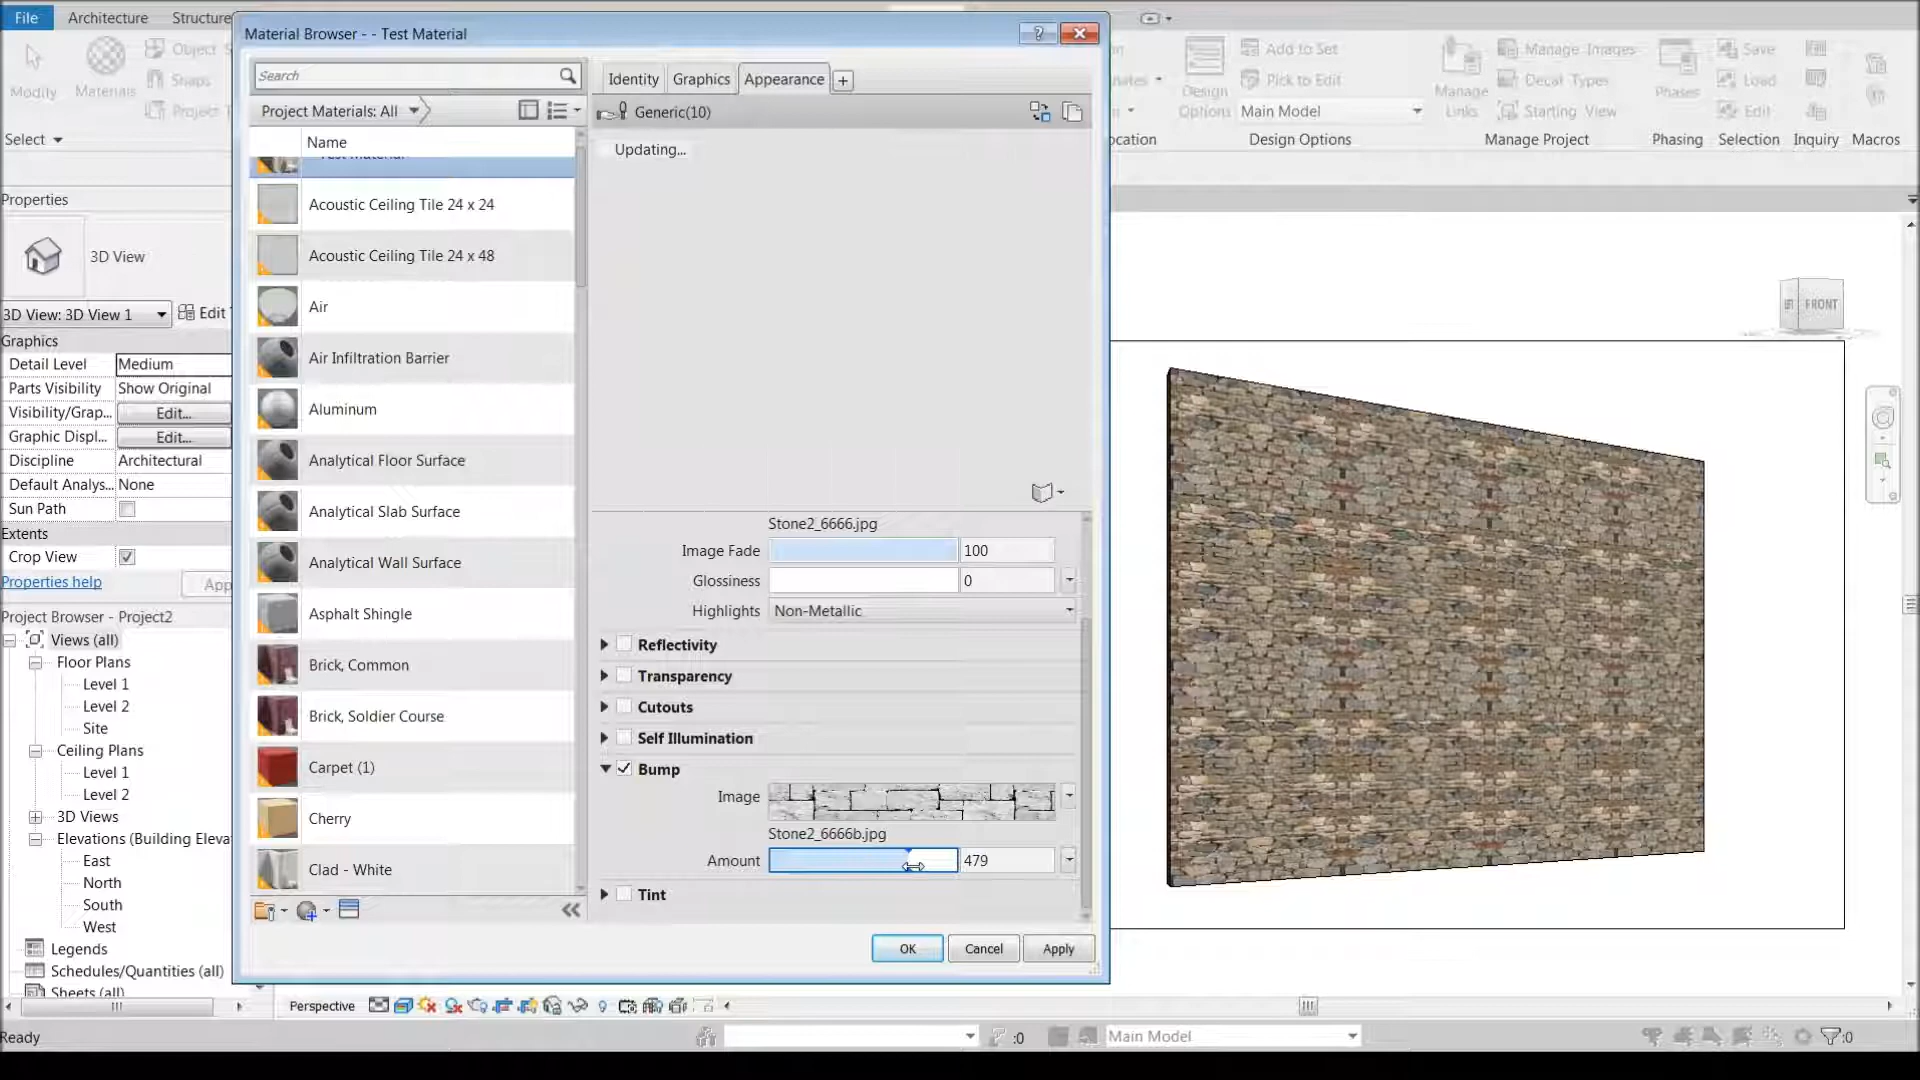 File
Architecture
Structure
Material Browser - - Test Material
Modify
Materials
Object S
Snaps
Project
Select
Add to Set
Pick to Edit
Design
Options
Main Model
Manage
Links
Manage Images
Decal Types
Starting View
Phases
Save
Load
Edit
ocation
Design Options
Manage Project
Phasing
Selection
Inquiry
Macros
Search
Project Materials: All
Name
Test Material
Acoustic Ceiling Tile 24 x 24
Acoustic Ceiling Tile 24 x 48
Air
Air Infiltration Barrier
Aluminum
Analytical Floor Surface
Analytical Slab Surface
Analytical Wall Surface
Asphalt Shingle
Brick, Common
Brick, Soldier Course
Carpet (1)
Cherry
Clad - White
Identity
Graphics
Appearance
Generic(10)
Updating...
Stone2_6666.jpg
Image Fade 100
Glossiness 0
Highlights Non-Metallic
Reflectivity
Transparency
Cutouts
Self Illumination
Bump
Image
Stone2_6666b.jpg
Amount 479
Tint
OK
Cancel
Apply
Properties
3D View
3D View: 3D View 1
Edit
Graphics
Detail Level Medium
Parts Visibility Show Original
Visibility/Grap... Edit...
Graphic Displ... Edit...
Discipline Architectural
Default Analys... None
Sun Path
Extents
Crop View
Properties help
App
Project Browser - Project2
Views (all)
Floor Plans
Level 1
Level 2
Site
Ceiling Plans
Level 1
Level 2
3D Views
Elevations (Building Eleva
East
North
South
West
Legends
Schedules/Quantities (all)
Sheets (all)
FRONT
Perspective
Ready
:0
Main Model
:0